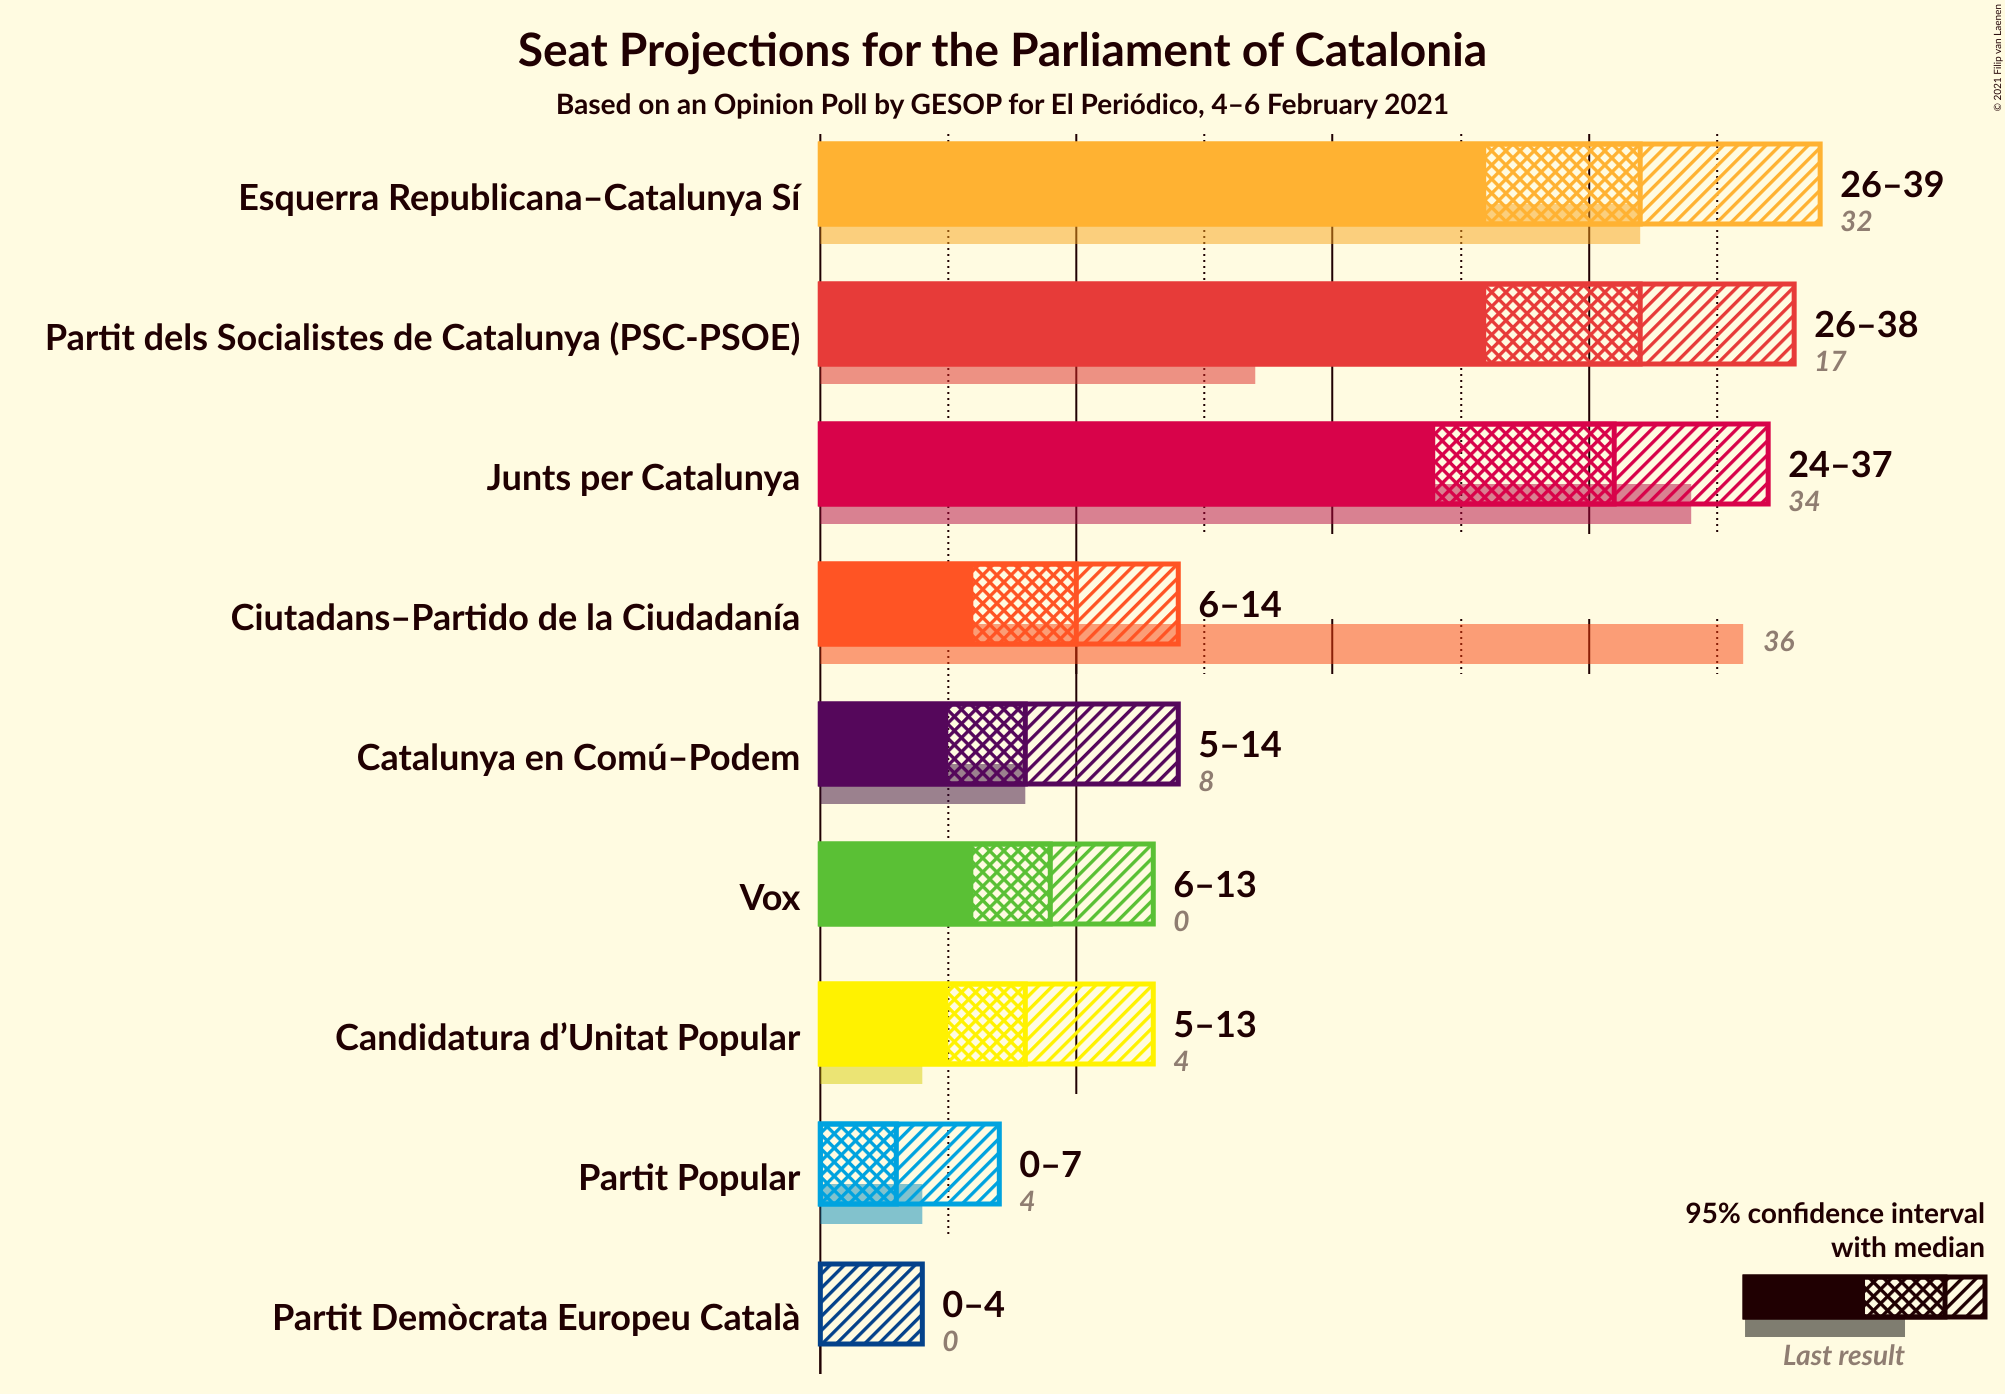 Seat Projections for the Parliament of Catalonia
Based on an Opinion Poll by GESOP for El Periódico, 4–6 February 2021
© 2021 Filip van Laenen
Esquerra Republicana–Catalunya Sí
26–39
32
Partit dels Socialistes de Catalunya (PSC-PSOE)
26–38
17
Junts per Catalunya
24–37
34
Ciutadans–Partido de la Ciudadanía
6–14
36
Catalunya en Comú–Podem
5–14
8
Vox
6–13
0
Candidatura d’Unitat Popular
5–13
4
Partit Popular
0–7
4
Partit Demòcrata Europeu Català
0–4
0
95% confidence interval
with median
Last result